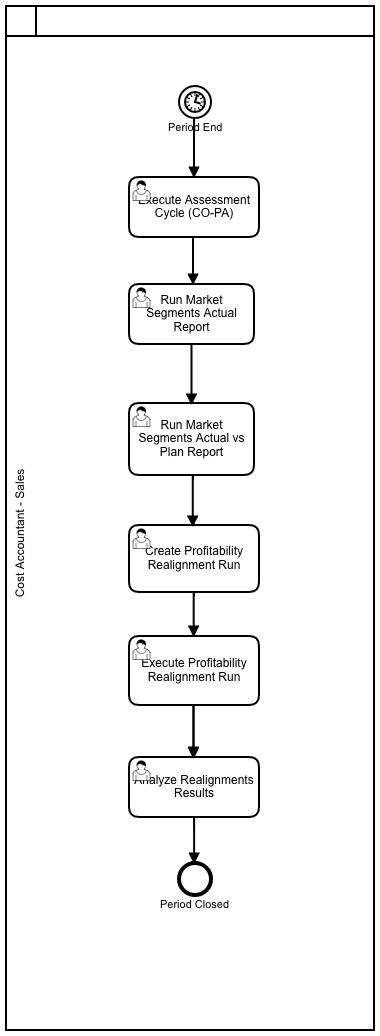 Period End
Execute Assessment
Cycle (CO-PA)
Run Market
Segments Actual
Report
Run Market
Segments Actual vs
Plan Report
Create Profitability
Realignment Run
Execute Profitability
Realignment Run
Analyze Realignments
Results
Period Closed
Cost Accountant - Sales